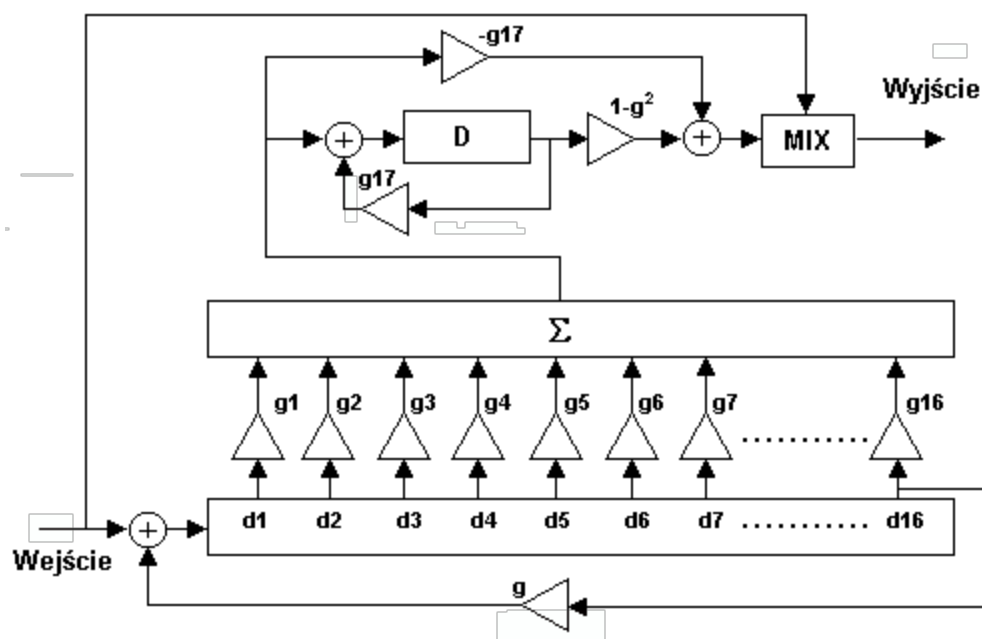 -g17
Wyjście
1-g²
+ D + MIX
g17
Σ
g1 g2 g3 g4 g5 g6 g7 g16
d1 d2 d3 d4 d5 d6 d7 ............ d16
+
Wejście
g